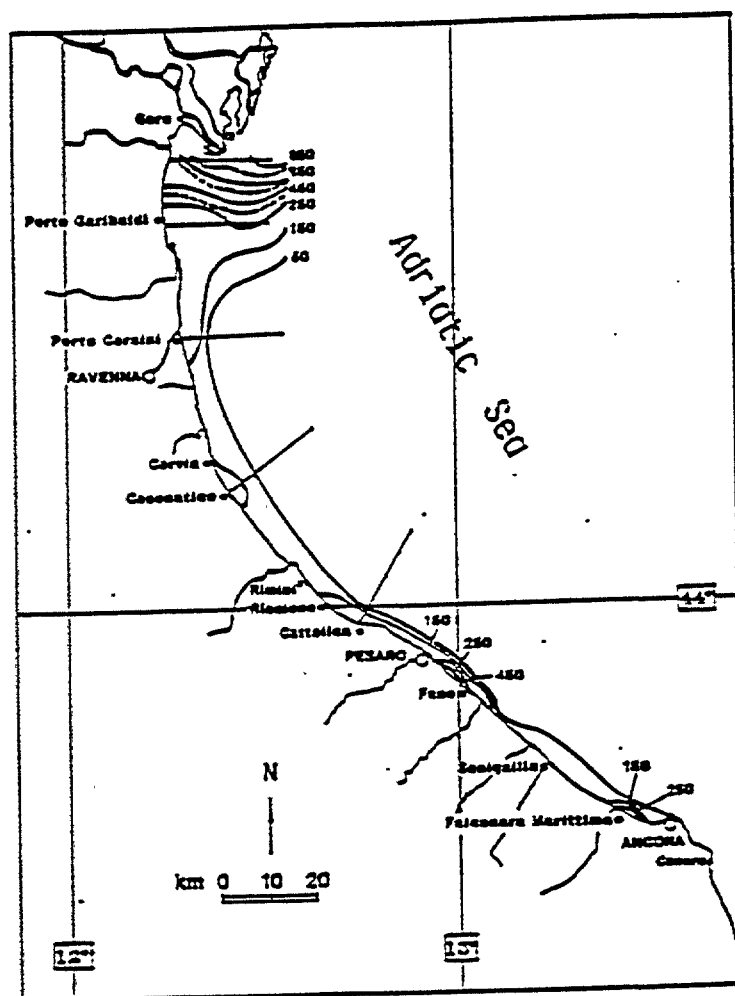 Goro
350
450
250
Porto Garibaldi
150
50
Adriatic Sea
Porto Corsini
RAVENNA
Cervia
Cesenatico
Rimini
Riccione
44°
Cattolica
150
PESARO
250
450
Fano
Senigallia
N
150
250
Falconara Marittima
ANCONA
km 0 10 20
12°
13°